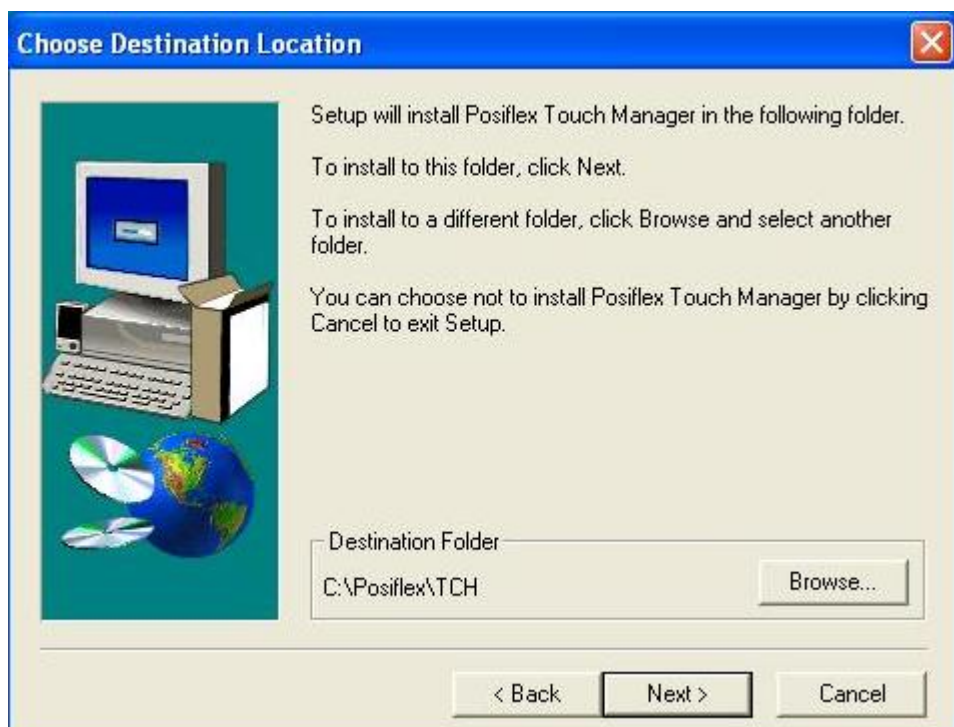 Choose Destination Location
Setup will install Posiflex Touch Manager in the following folder.
To install to this folder, click Next.
To install to a different folder, click Browse and select another
folder.
You can choose not to install Posiflex Touch Manager by clicking
Cancel to exit Setup.
Destination Folder
C:\Posiflex\TCH
Browse...
< Back
Next >
Cancel